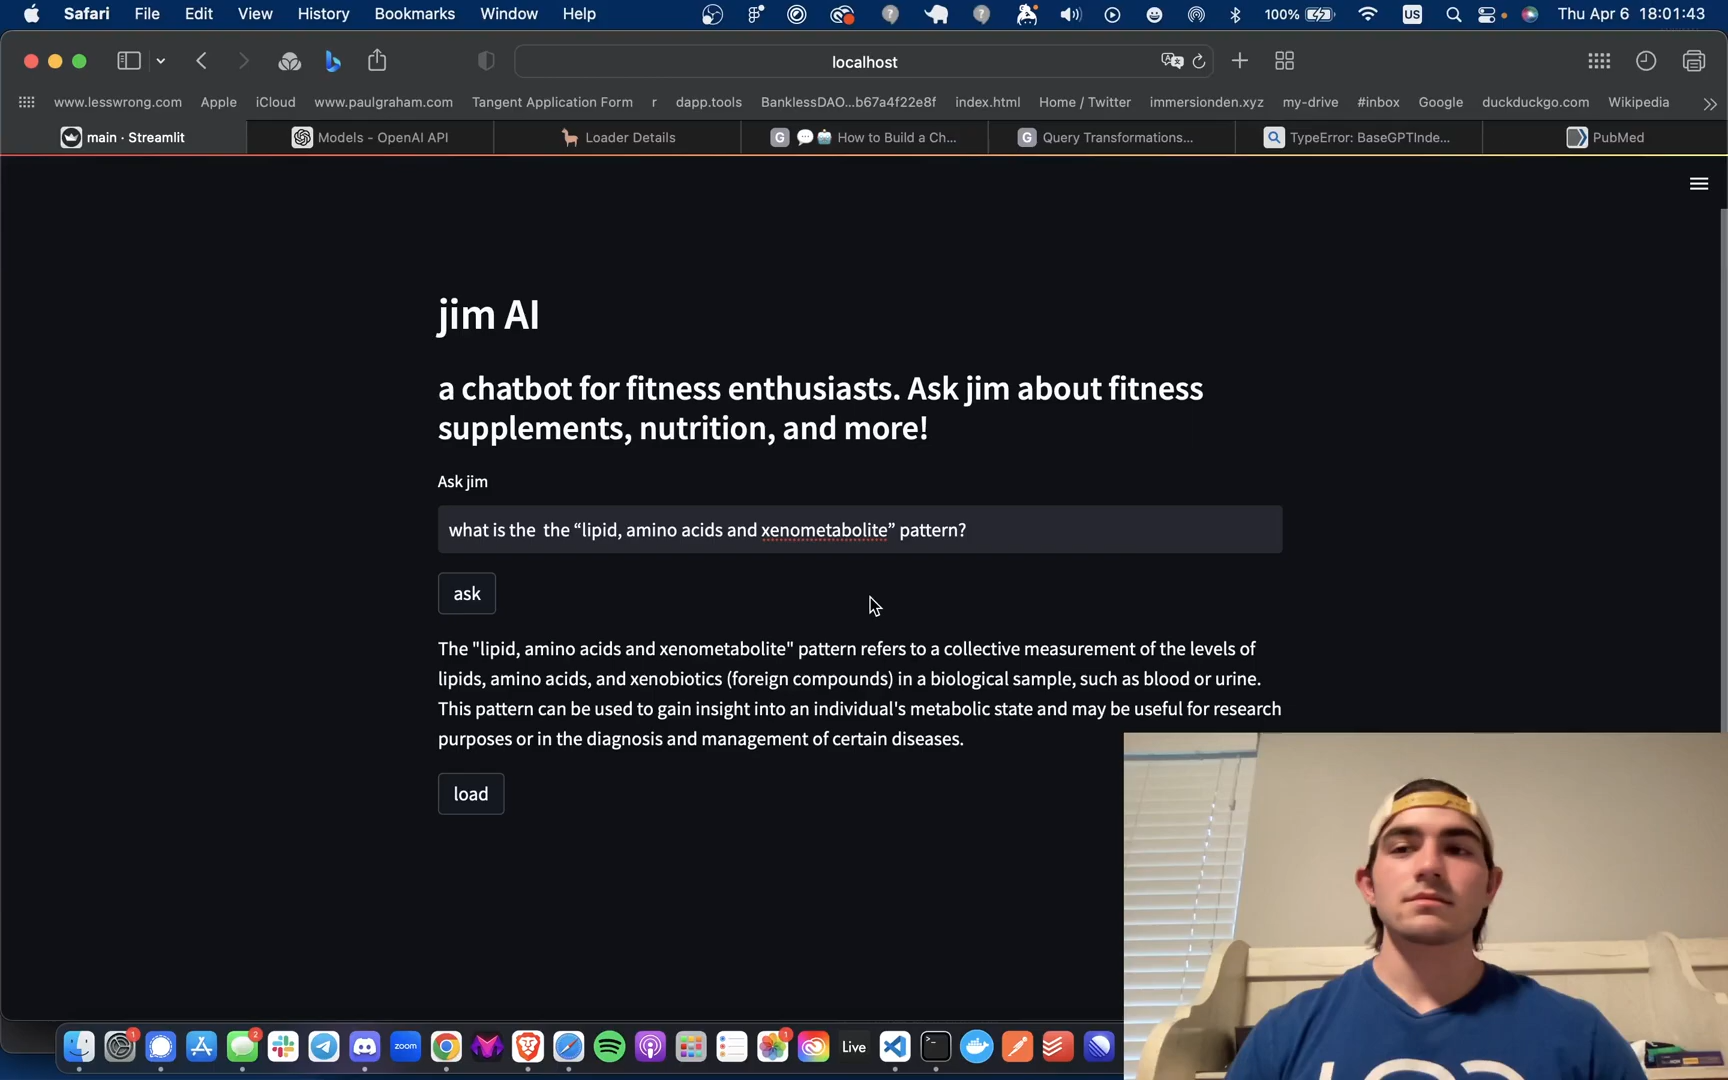 Safari File Edit View History Bookmarks Window Help 100% US Thu Apr 6 18:01:43
localhost
www.lesswrong.com Apple iCloud www.paulgraham.com Tangent Application Form r dapp.tools BanklessDAO...b67a4f22e8f index.html Home / Twitter immersionden.xyz my-drive #inbox Google duckduckgo.com Wikipedia
main · Streamlit Models - OpenAI API Loader Details G How to Build a Ch... G Query Transformations... TypeError: BaseGPTInde... PubMed
jim AI
a chatbot for fitness enthusiasts. Ask jim about fitness
supplements, nutrition, and more!
Ask jim
what is the the “lipid, amino acids and xenometabolite” pattern?
ask
The "lipid, amino acids and xenometabolite" pattern refers to a collective measurement of the levels of
lipids, amino acids, and xenobiotics (foreign compounds) in a biological sample, such as blood or urine.
This pattern can be used to gain insight into an individual's metabolic state and may be useful for research
purposes or in the diagnosis and management of certain diseases.
load
1 2 zoom 1 Live